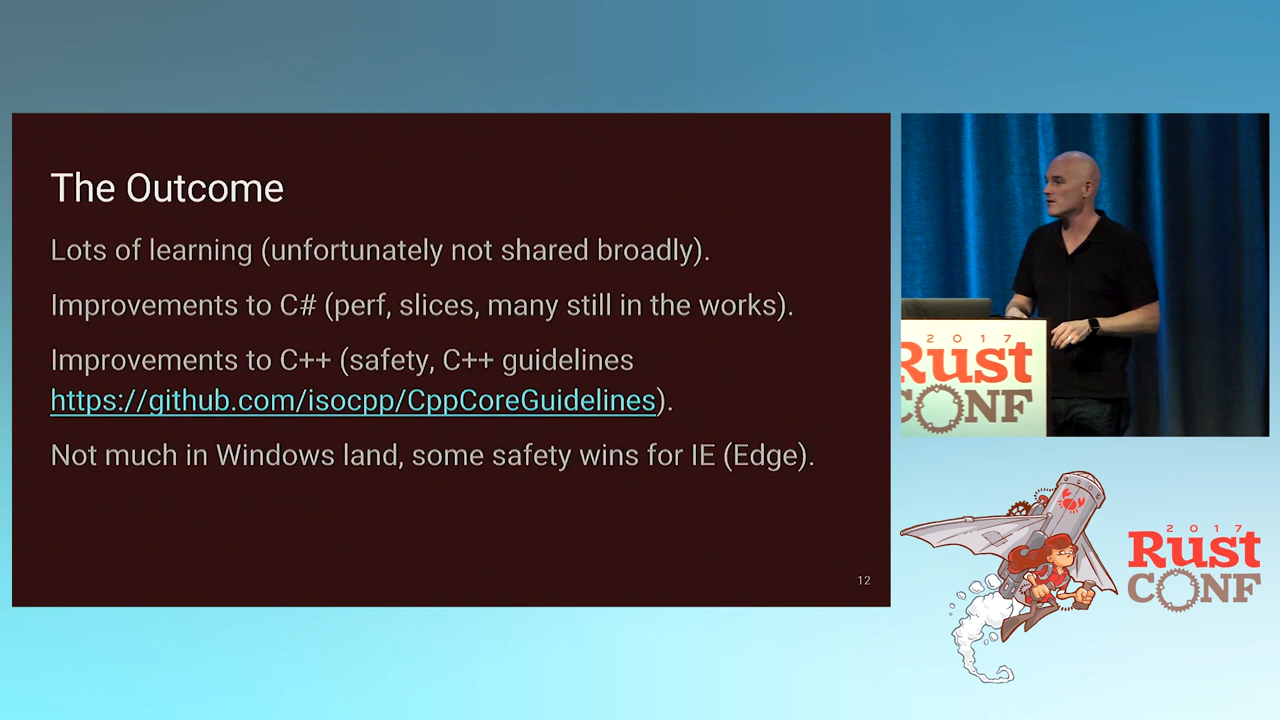 The Outcome
Lots of learning (unfortunately not shared broadly).
Improvements to C# (perf, slices, many still in the works).
Improvements to C++ (safety, C++ guidelines
https://github.com/isocpp/CppCoreGuidelines).
Not much in Windows land, some safety wins for IE (Edge).
12
2017
Rust
CONF
2017
Rust
CONF